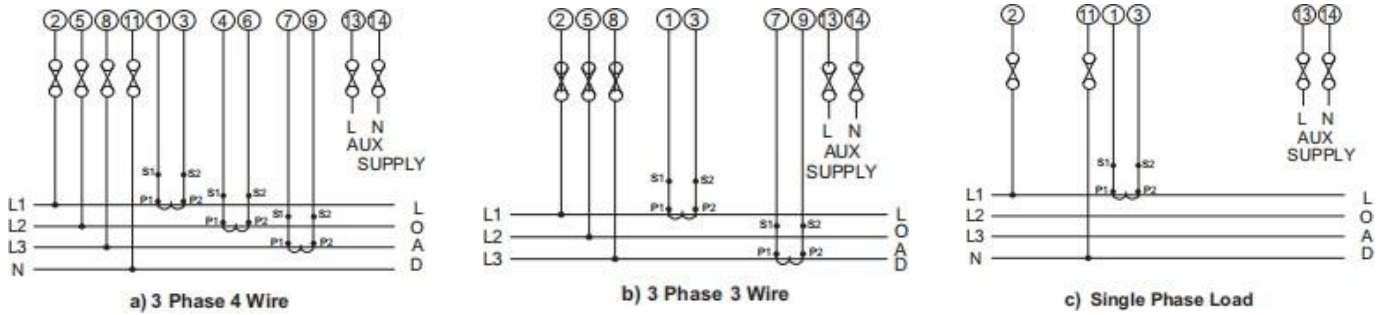 2 5 8 11 1 3 4 6 7 9 13 14
L N
AUX
SUPPLY
S1 S2
S1 S2
P1 P2
L1 L
S1 S2
P1 P2
L2 O
P1 P2
L3 A
N D
a) 3 Phase 4 Wire
2 5 8 1 3 7 9 13 14
L N
AUX
SUPPLY
S1 S2
P1 P2
L1 L
S1 S2
L2 O
P1 P2
L3 A
D
b) 3 Phase 3 Wire
2 11 1 3 13 14
L N
AUX
SUPPLY
S1 S2
P1 P2
L1 L
L2 O
L3 A
N D
c) Single Phase Load